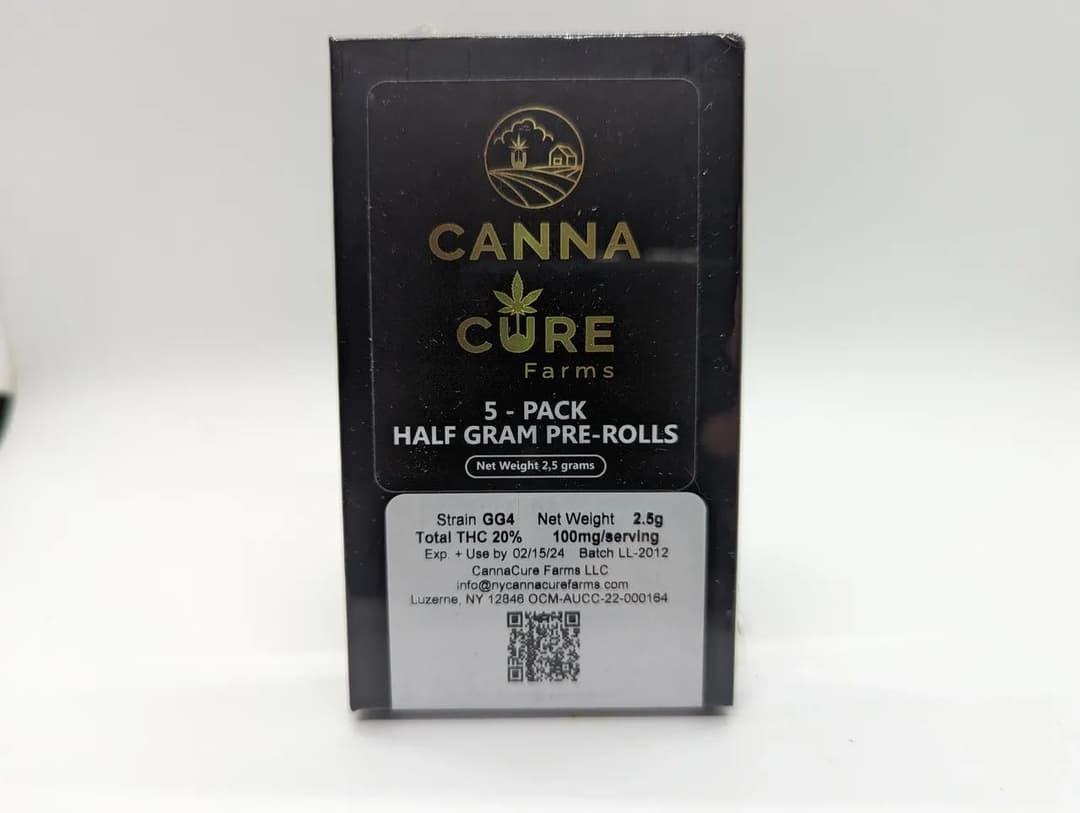 CANNA
CURE
Farms
5 - PACK
HALF GRAM PRE-ROLLS
Net Weight 2,5 grams
Strain GG4 Net Weight 2.5g
Total THC 20% 100mg/serving
Exp. + Use by 02/15/24 Batch LL-2012
CannaCure Farms LLC
info@nycannacurefarms.com
Luzerne, NY 12846 OCM-AUCC-22-000164